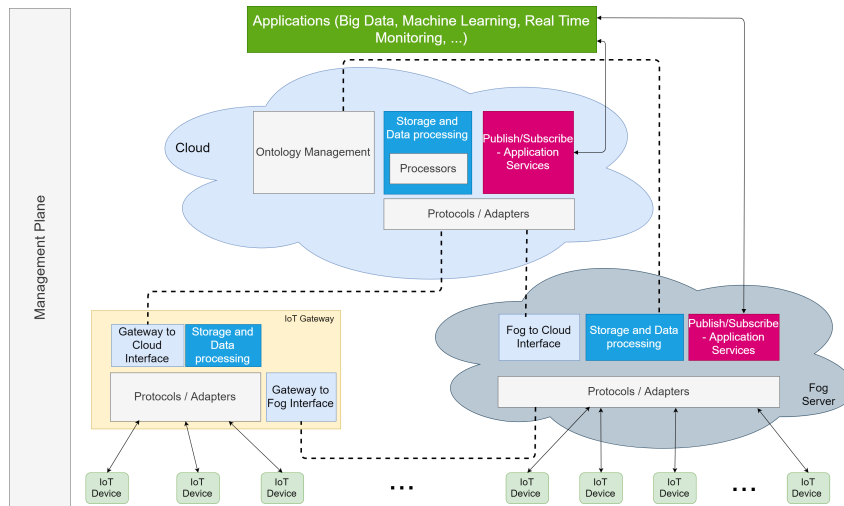 Applications (Big Data, Machine Learning, Real Time
Monitoring, ...)
Management Plane
Cloud
Ontology Management
Storage and
Data processing
Processors
Publish/Subscribe
- Application
Services
Protocols / Adapters
IoT Gateway
Gateway to
Cloud
Interface
Storage and
Data
processing
Protocols / Adapters
Gateway to
Fog Interface
Fog to Cloud
Interface
Storage and Data
processing
Publish/Subscribe
- Application
Services
Protocols / Adapters
Fog
Server
IoT
Device
IoT
Device
IoT
Device
...
IoT
Device
IoT
Device
IoT
Device
...
IoT
Device